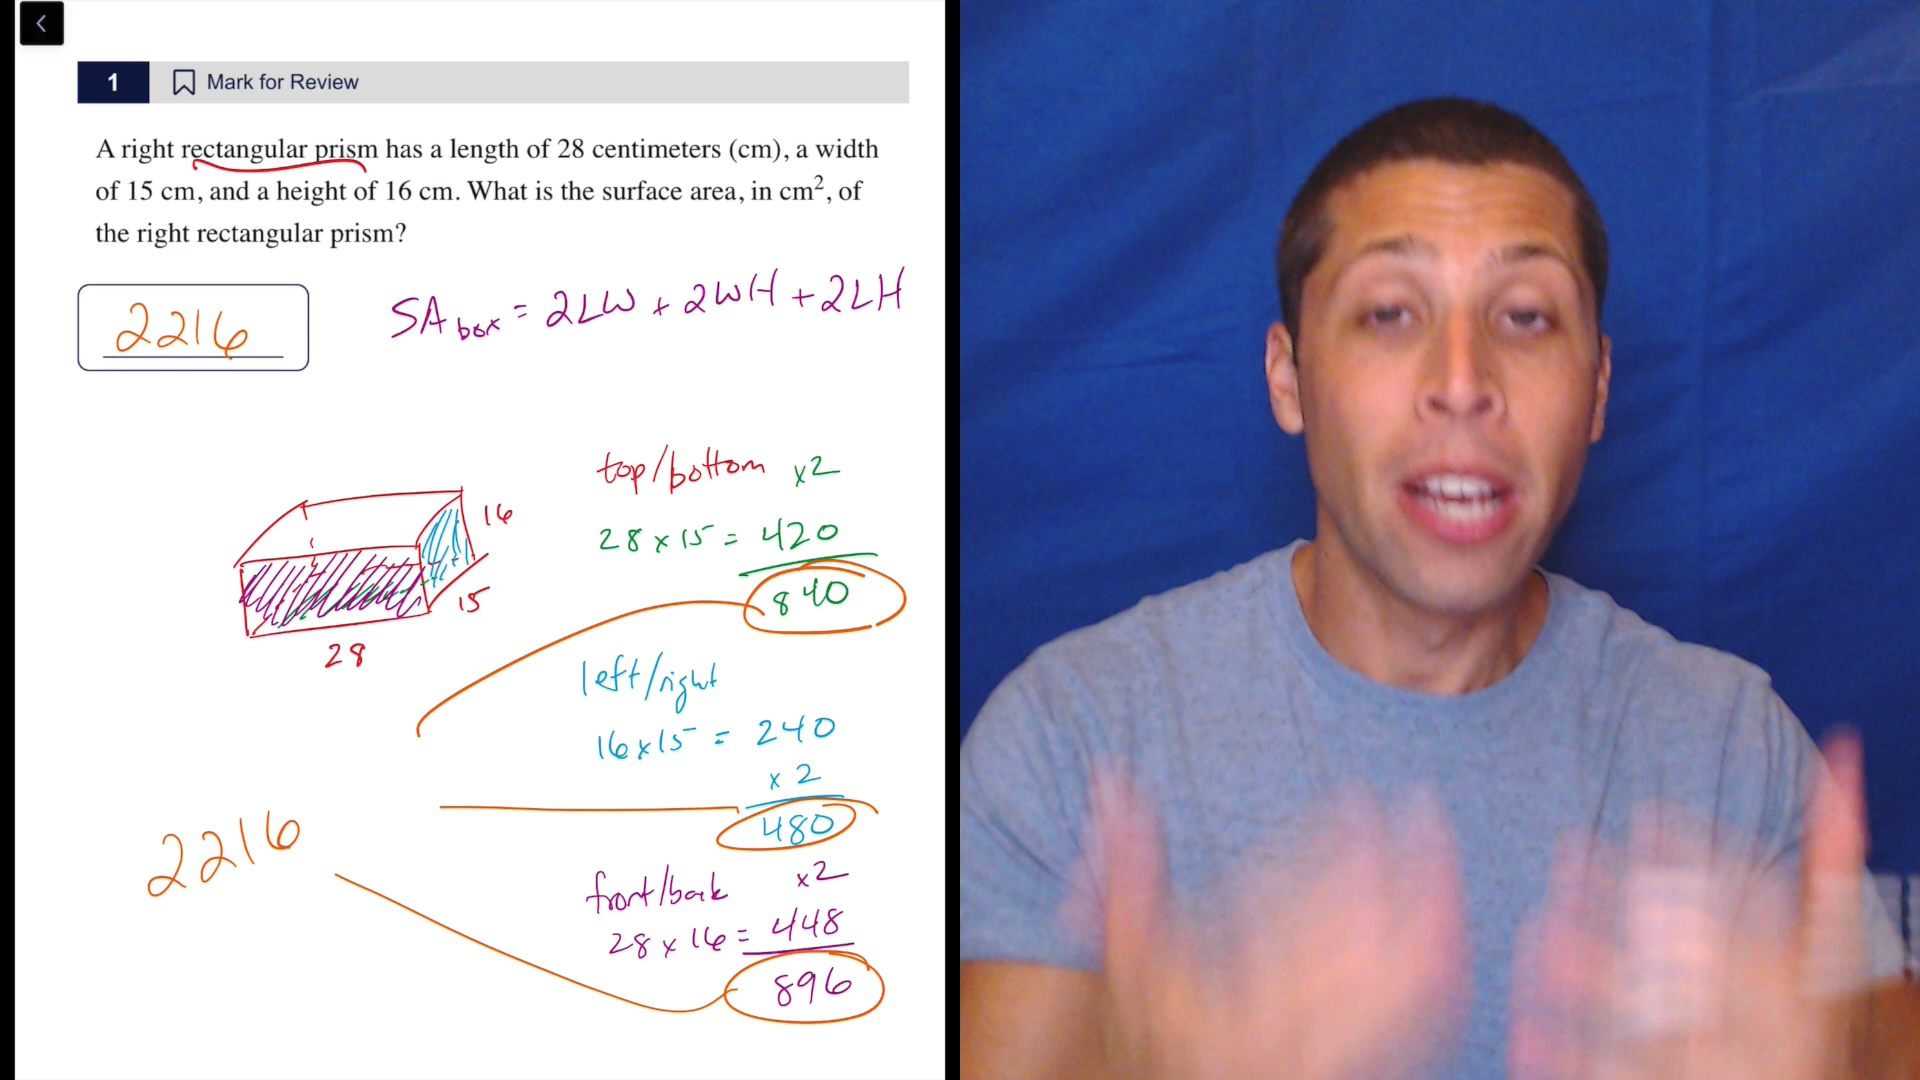 1 Mark for Review
A right rectangular prism has a length of 28 centimeters (cm), a width
of 15 cm, and a height of 16 cm. What is the surface area, in cm², of
the right rectangular prism?
2216
SA box = 2LW + 2WH + 2LH
top/bottom x2
28 x 15 = 420
840
16
15
28
left/right
16 x 15 = 240
x 2
480
2216
front/back x2
28 x 16 = 448
896